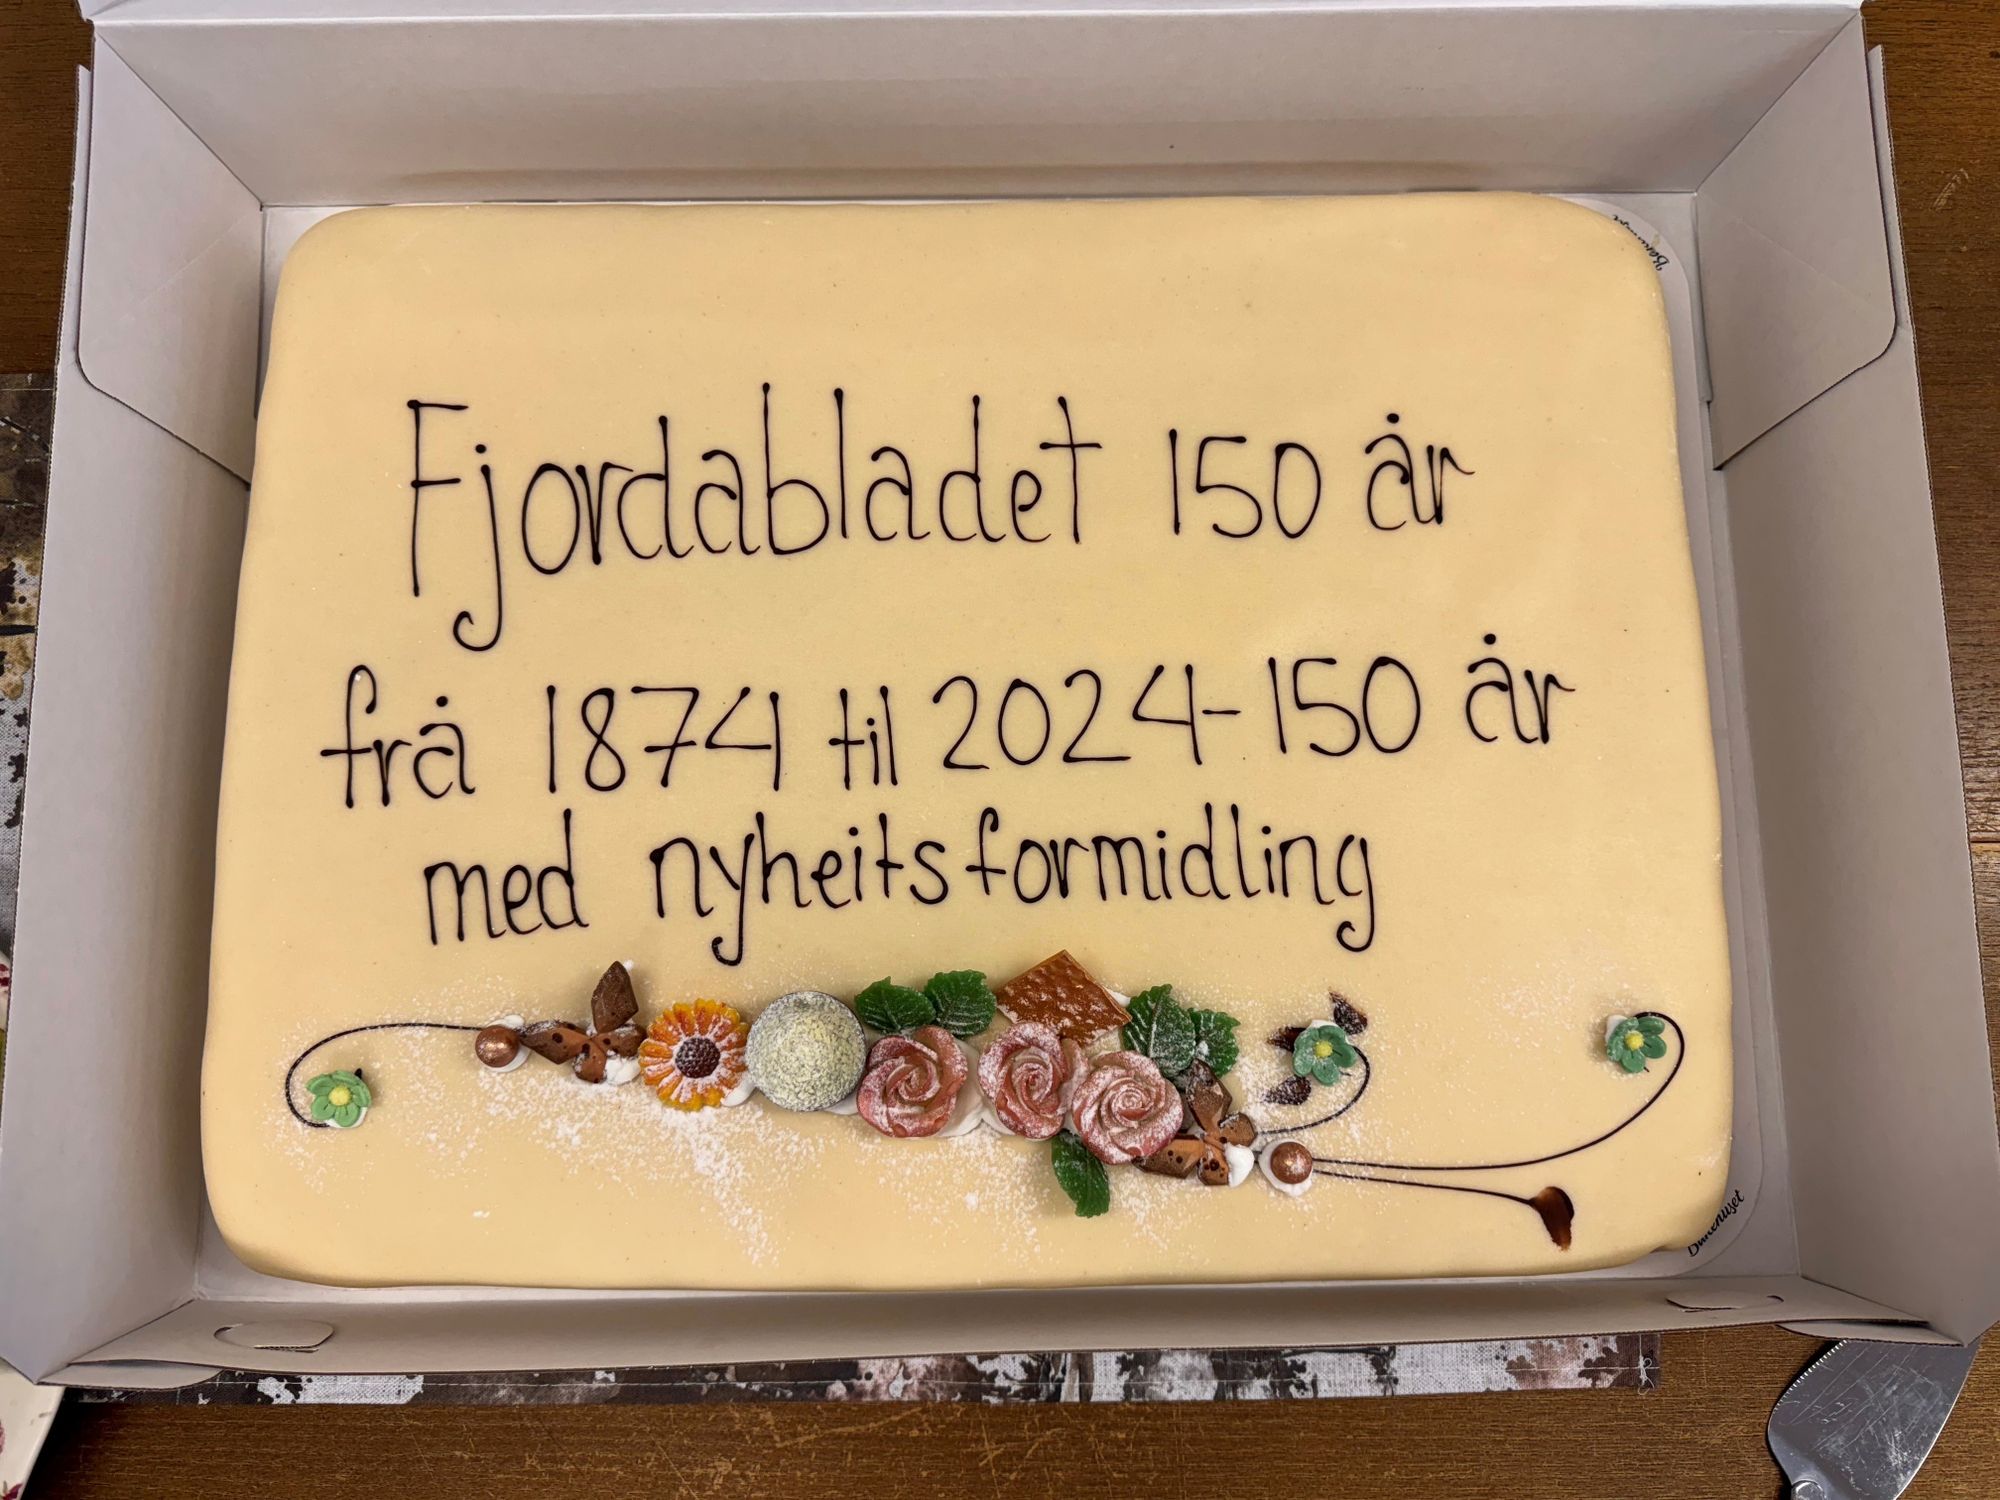 Fjordabladet 150 år
frå 1874 til 2024-150 år
med nyheitsformidling